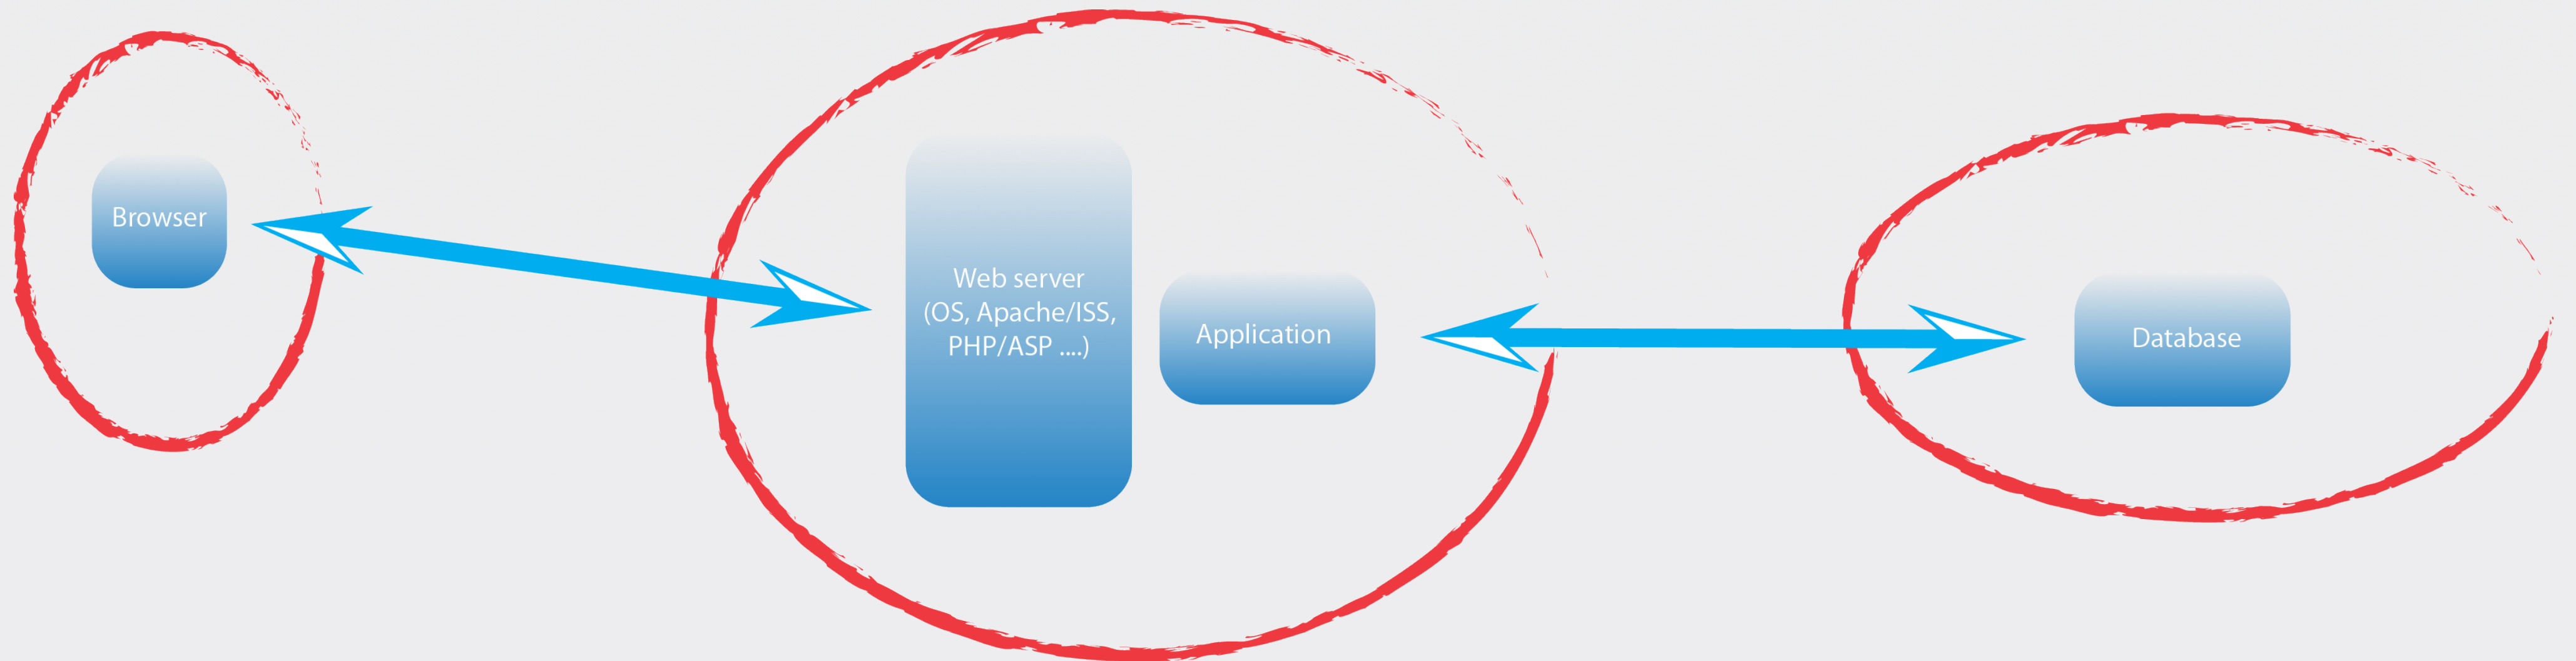 Browser
Web server
(OS, Apache/ISS,
PHP/ASP ....)
Application
Database